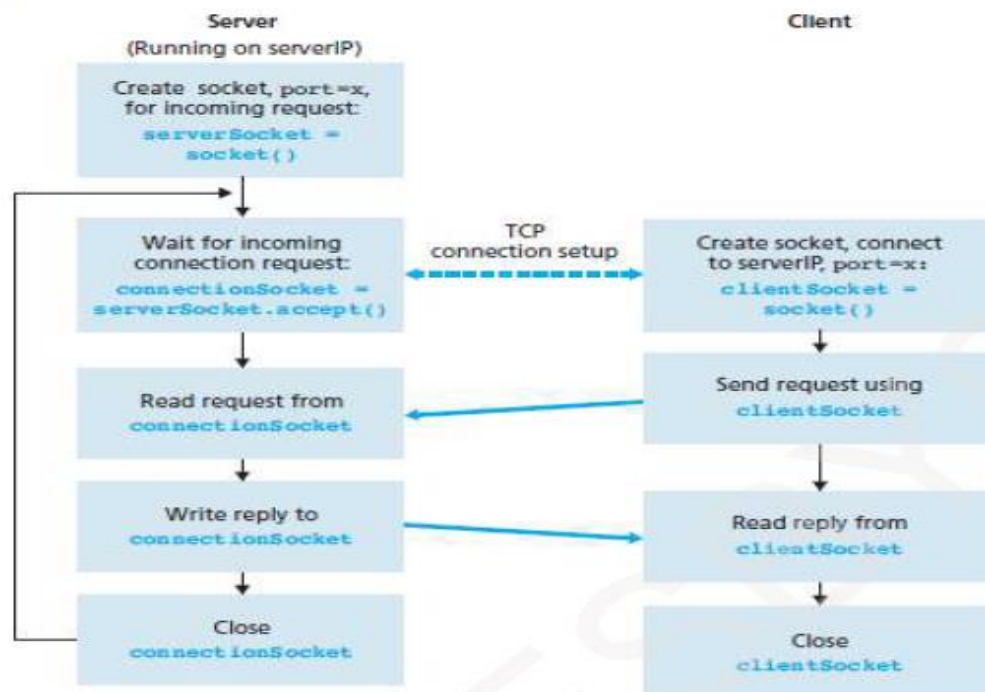 Server
(Running on serverIP)
Create socket, port=x,
for incoming request:
serverSocket =
socket()
Wait for incoming
connection request:
connectionSocket =
serverSocket.accept()
Read request from
connectionSocket
Write reply to
connectionSocket
Close
connectionSocket
TCP
connection setup
Client
Create socket, connect
to serverIP, port=x:
clientSocket =
socket()
Send request using
clientSocket
Read reply from
clientSocket
Close
clientSocket